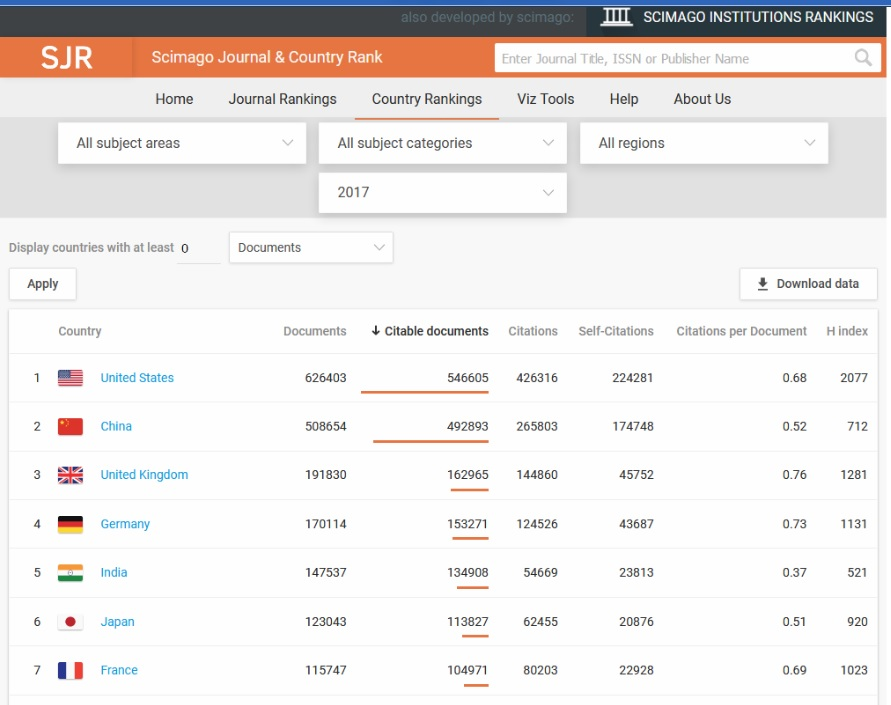 also developed by scimago:
SCIMAGO INSTITUTIONS RANKINGS
SJR
Scimago Journal & Country Rank
Enter Journal Title, ISSN or Publisher Name
Home Journal Rankings Country Rankings Viz Tools Help About Us
All subject areas All subject categories All regions
2017
Display countries with at least 0 Documents
Apply Download data
Country Documents Citable documents Citations Self-Citations Citations per Document H index
1 United States 626403 546605 426316 224281 0.68 2077
2 China 508654 492893 265803 174748 0.52 712
3 United Kingdom 191830 162965 144860 45752 0.76 1281
4 Germany 170114 153271 124526 43687 0.73 1131
5 India 147537 134908 54669 23813 0.37 521
6 Japan 123043 113827 62455 20876 0.51 920
7 France 115747 104971 80203 22928 0.69 1023